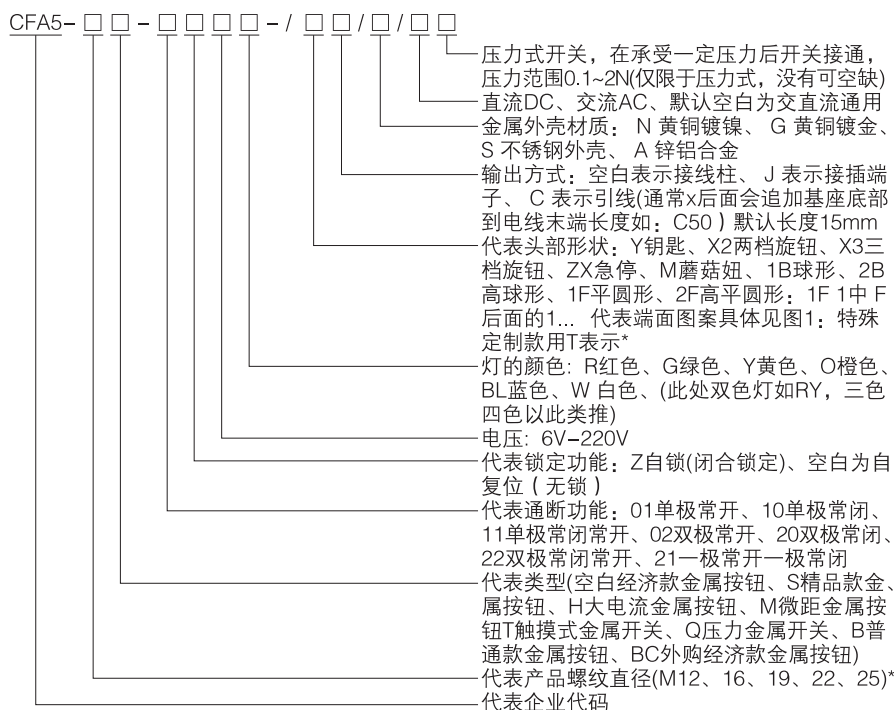 CFA5-□□-□□□□-/□□/□/□□
压力式开关，在承受一定压力后开关接通，
压力范围0.1~2N(仅限于压力式，没有可空缺)
直流DC、交流AC、默认空白为交直流通用
金属外壳材质：N 黄铜镀镍、 G 黄铜镀金、
S 不锈钢外壳、 A 锌铝合金
输出方式：空白表示接线柱、J 表示接插端
子、 C 表示引线(通常x后面会追加基座底部
到电线末端长度如：C50 ) 默认长度15mm
代表头部形状：Y钥匙、X2两档旋钮、X3三
档旋钮、ZX急停、M蘑菇妞、1B球形、2B
高球形、1F平圆形、2F高平圆形：1F 1中 F
后面的1... 代表端面图案具体见图1：特殊
定制款用T表示*
灯的颜色: R红色、G绿色、Y黄色、O橙色、
BL蓝色、W 白色、(此处双色灯如RY，三色
四色以此类推)
电压: 6V-220V
代表锁定功能：Z自锁(闭合锁定)、空白为自
复位（无锁）
代表通断功能：01单极常开、10单极常闭、
11单极常闭常开、02双极常开、20双极常闭、
22双极常闭常开、21一极常开一极常闭
代表类型(空白经济款金属按钮、S精品款金、
属按钮、H大电流金属按钮、M微距金属按
钮T触摸式金属开关、Q压力金属开关、B普
通款金属按钮、BC外购经济款金属按钮)
代表产品螺纹直径(M12、16、19、22、25)*
代表企业代码